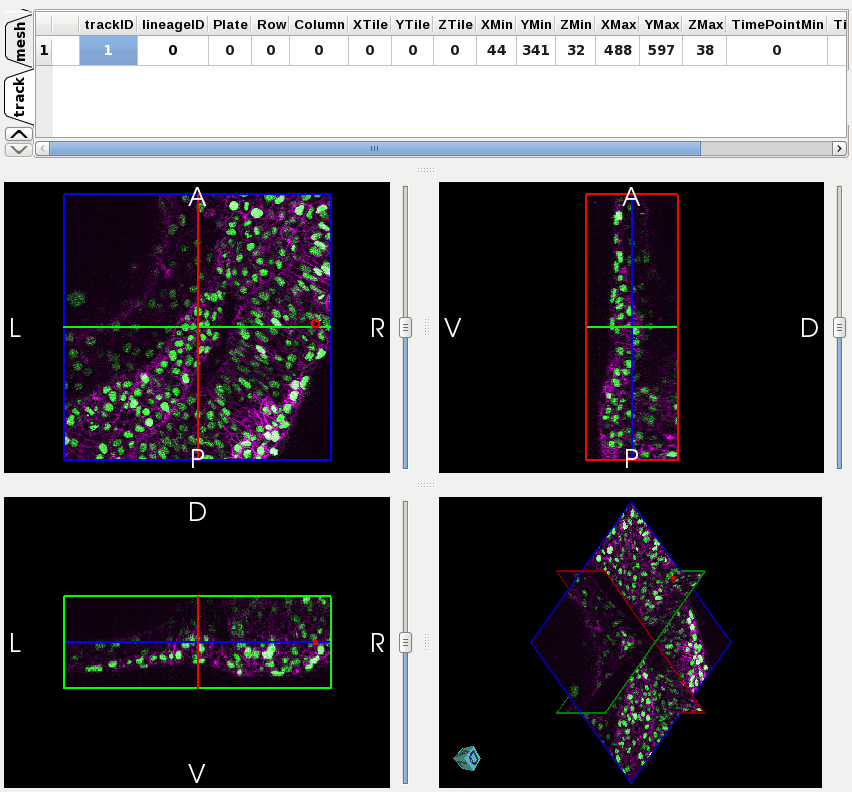 trackID lineageID Plate Row Column XTile YTile ZTile XMin YMin ZMin XMax YMax ZMax TimePointMin Ti
1 1 0 0 0 0 0 0 0 44 341 32 488 597 38 0
mesh
track
A A
L R V D
P P
D
L R
V